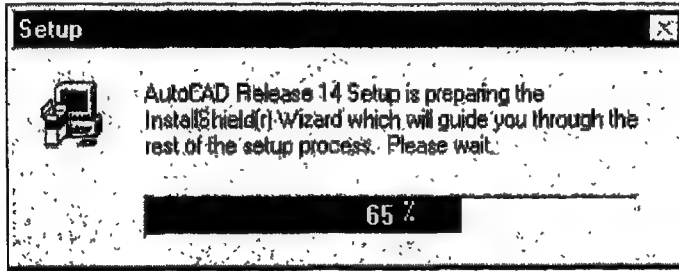 Setup
AutoCAD Release 14 Setup is preparing the
InstallShield(r) Wizard which will guide you through the
rest of the setup process. Please wait.
65 %